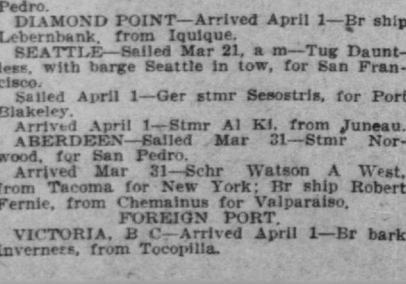 Pedro.
DIAMOND POINT—Arrived April 1—Br ship
Lebernbank, from Iquique.
SEATTLE—Sailed Mar 21, a m—Tug Daunt-
less, with barge Seattle in tow, for San Fran-
cisco.
Sailed April 1—Ger stmr Sesostris, for Port
Blakeley.
Arrived April 1—Stmr Al Ki, from Juneau.
ABERDEEN—Sailed Mar 31—Stmr Nor-
wood, for San Pedro.
Arrived Mar 31—Schr Watson A West,
from Tacoma for New York; Br ship Robert
Fernie, from Chemainus for Valparaiso.
FOREIGN PORT.
VICTORIA, B C—Arrived April 1—Br bark
Inverness, from Tocopilla.